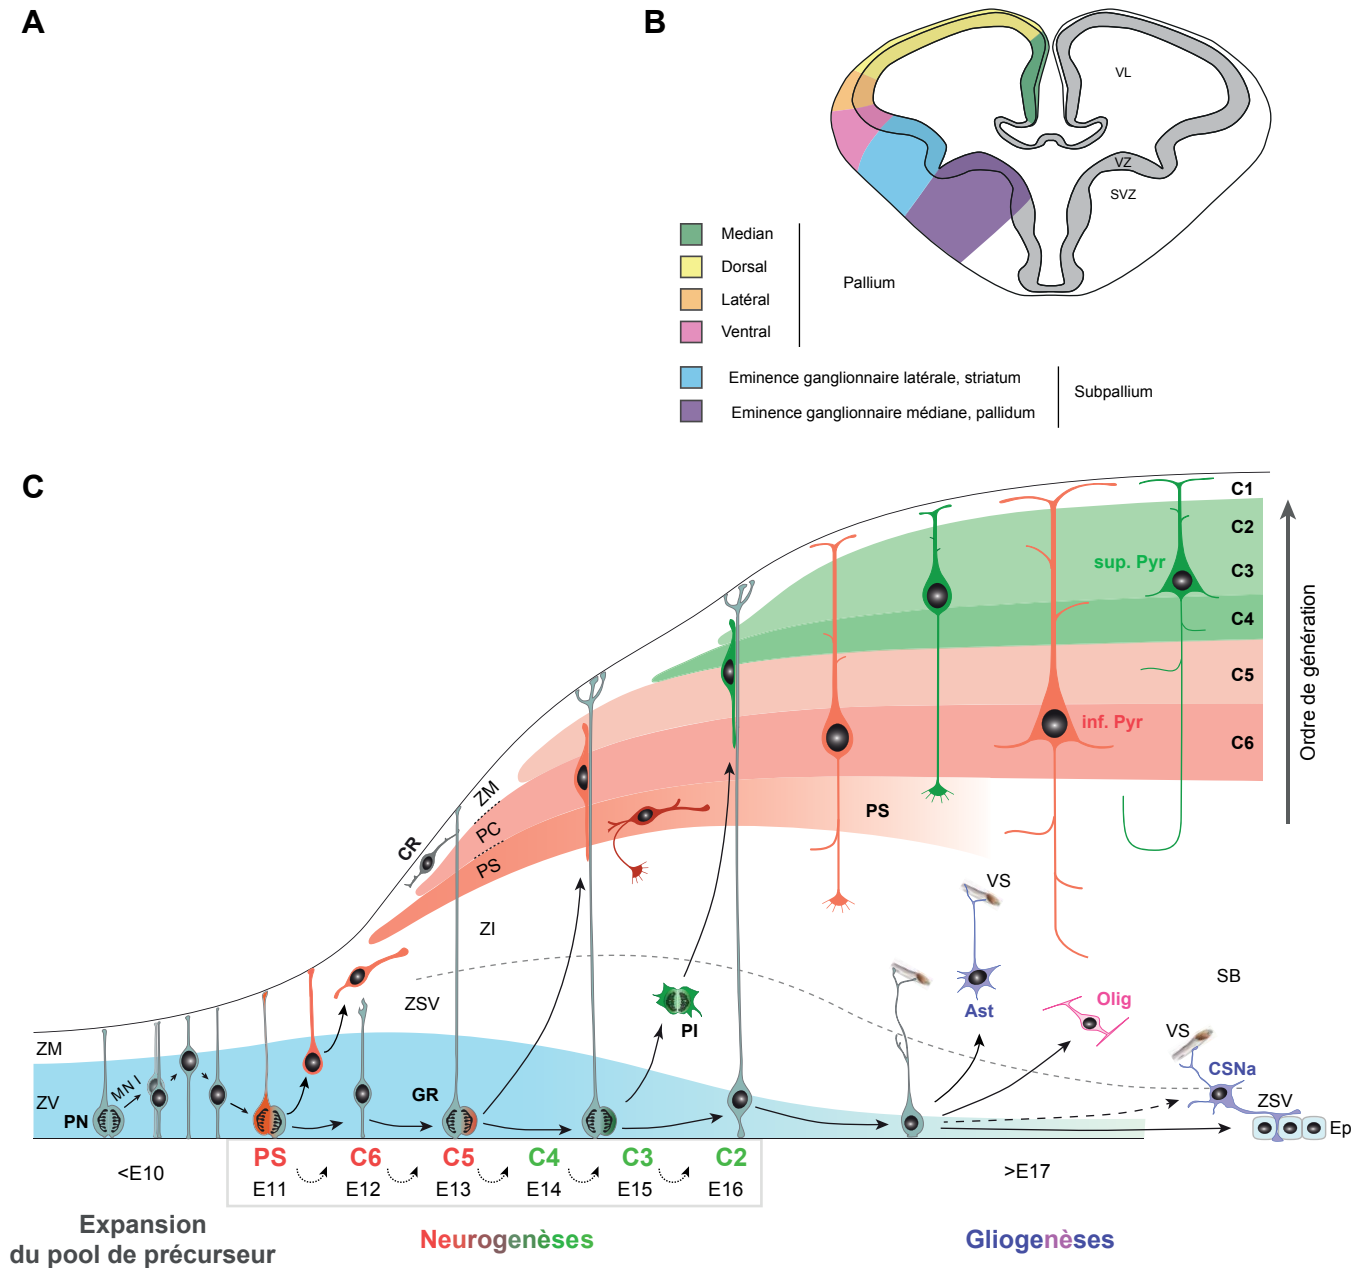 A
B
VL
VZ
SVZ
Median
Dorsal
Latéral
Ventral
Pallium
Eminence ganglionnaire latérale, striatum
Eminence ganglionnaire médiane, pallidum
Subpallium
C
C1
C2
C3
C4
C5
C6
sup. Pyr
inf. Pyr
Ordre de génération
CR
ZM
PC
PS
PS
ZI
ZSV
PI
VS
Ast
Olig
SB
VS
CSNa
ZSV
Ep
ZM
ZV
PN
MNI
GR
<E10
PS C6 C5 C4 C3 C2
E11 E12 E13 E14 E15 E16
>E17
Expansion
du pool de précurseur
Neurogenèses
Gliogenèses